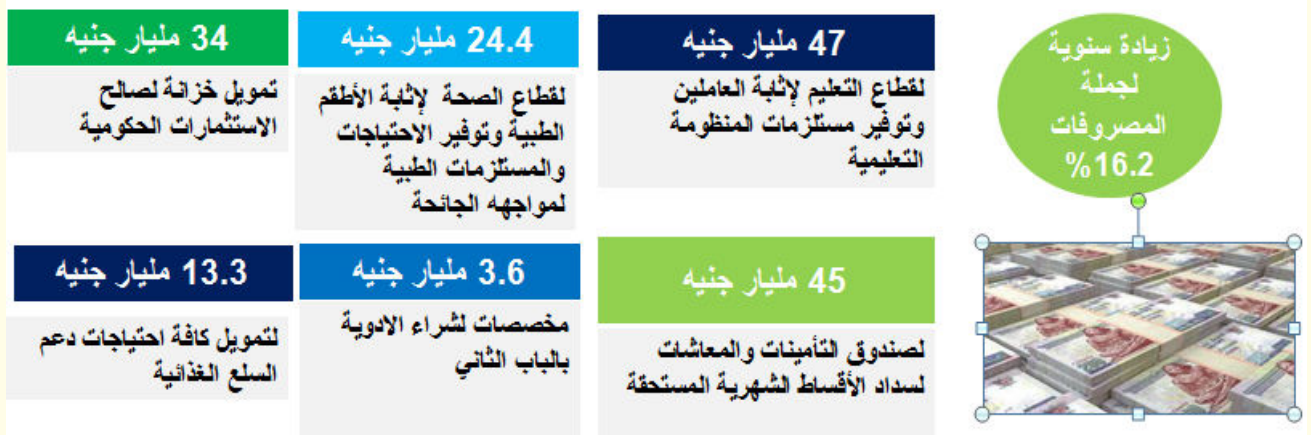 زيادة سنوية
لجملة
المصروفات
%16.2
47 مليار جنيه
لقطاع التعليم لإثابة العاملين
وتوفير مستلزمات المنظومة
التعليمية
24.4 مليار جنيه
لقطاع الصحة لإثابة الأطقم
الطبية وتوفير الاحتياجات
والمستلزمات الطبية
لمواجهه الجائحة
34 مليار جنيه
تمويل خزانة لصالح
الاستثمارات الحكومية
45 مليار جنيه
لصندوق التأمينات والمعاشات
لسداد الأقساط الشهرية المستحقة
3.6 مليار جنيه
مخصصات لشراء الادوية
بالباب الثاني
13.3 مليار جنيه
لتمويل كافة احتياجات دعم
السلع الغذائية